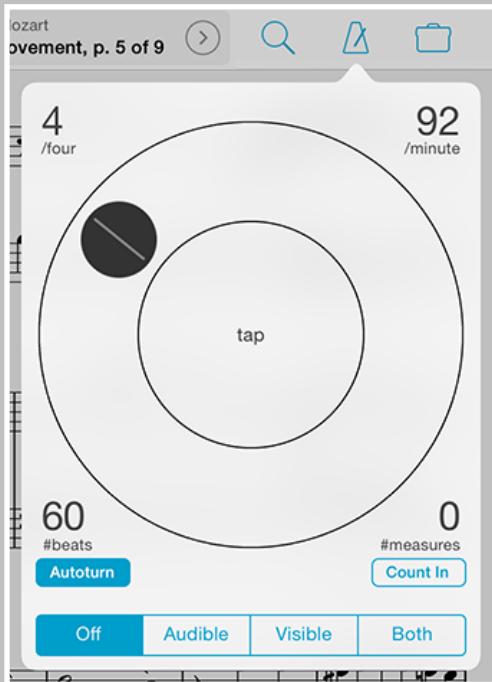 ovement, p. 5 of 9
4
/four
92
/minute
tap
60
#beats
0
#measures
Autoturn
Count In
Off
Audible
Visible
Both